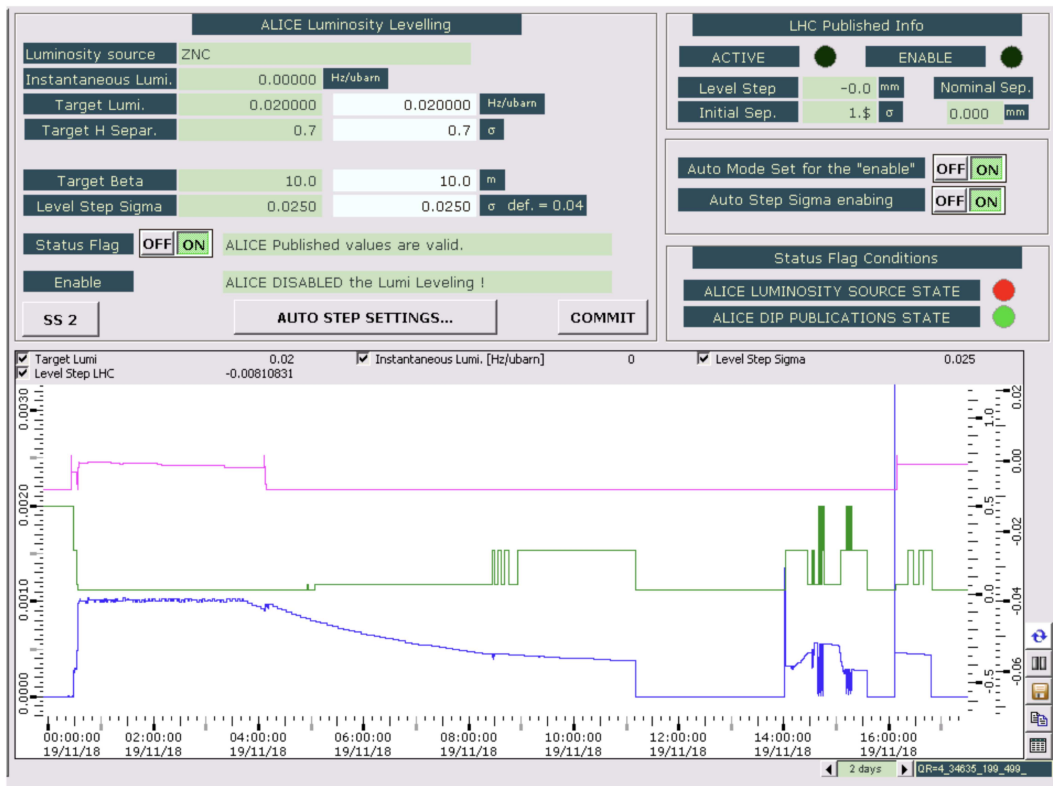 ALICE Luminosity Levelling
Luminosity source ZNC
Instantaneous Lumi. 0.00000 Hz/ubarn
Target Lumi. 0.020000 0.020000 Hz/ubarn
Target H Separ. 0.7 0.7 σ
Target Beta 10.0 10.0 m
Level Step Sigma 0.0250 0.0250 σ def. = 0.04
Status Flag OFF ON ALICE Published values are valid.
Enable ALICE DISABLED the Lumi Leveling !
SS 2 AUTO STEP SETTINGS... COMMIT
LHC Published Info
ACTIVE ENABLE
Level Step -0.0 mm Nominal Sep.
Initial Sep. 1.$ σ 0.000 mm
Auto Mode Set for the "enable" OFF ON
Auto Step Sigma enabing OFF ON
Status Flag Conditions
ALICE LUMINOSITY SOURCE STATE
ALICE DIP PUBLICATIONS STATE
Target Lumi 0.02 Instantaneous Lumi. [Hz/ubarn] 0 Level Step Sigma 0.025
Level Step LHC -0.00810831
0.0030
0.0020
0.0010
0.0000
1.0
0.5
0.0
-0.5
0.02
0.00
-0.02
-0.04
-0.06
00:00:00 02:00:00 04:00:00 06:00:00 08:00:00 10:00:00 12:00:00 14:00:00 16:00:00
19/11/18 19/11/18 19/11/18 19/11/18 19/11/18 19/11/18 19/11/18 19/11/18 19/11/18
2 days QR=4_34635_199_499_